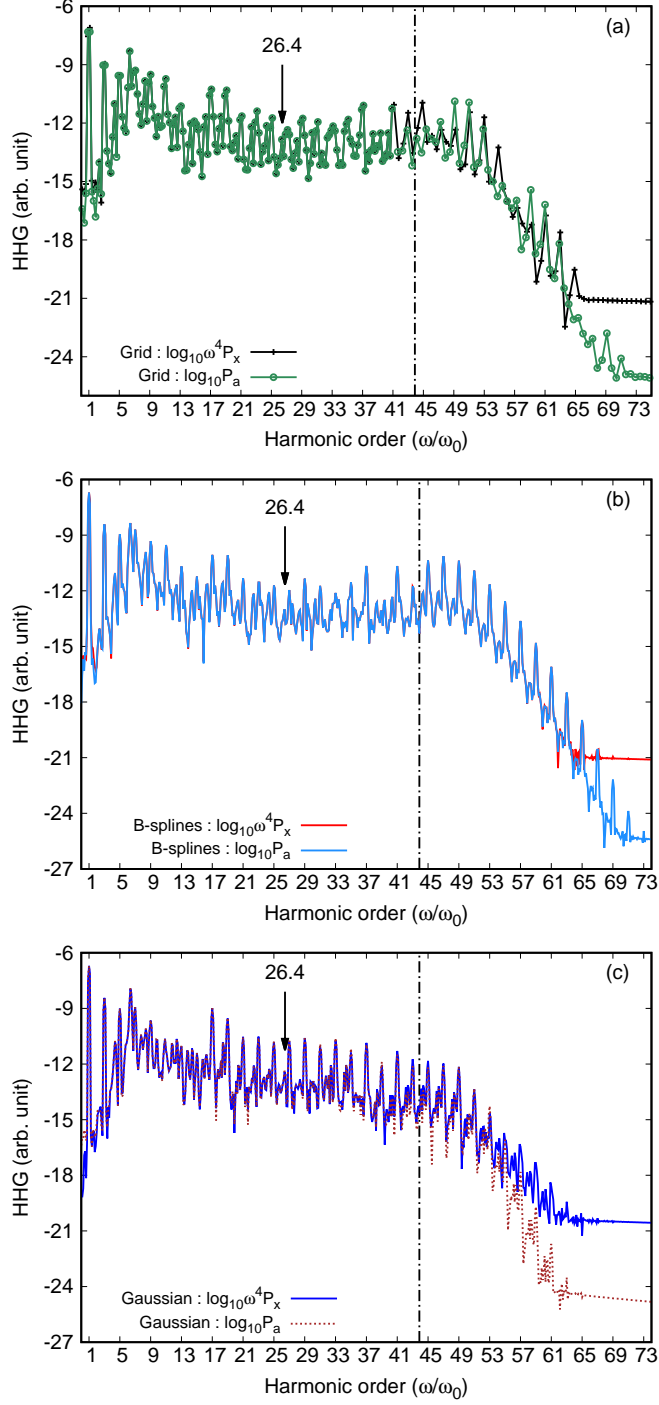 -6
(a)
26.4
-9
-12
-15
-18
-21
-24
HHG (arb. unit)
Grid : log10ω4Px
Grid : log10Pa
1 5 9 13 17 21 25 29 33 37 41 45 49 53 57 61 65 69 73
Harmonic order (ω/ω0)
-6
(b)
26.4
-9
-12
-15
-18
-21
-24
-27
HHG (arb. unit)
B-splines : log10ω4Px
B-splines : log10Pa
1 5 9 13 17 21 25 29 33 37 41 45 49 53 57 61 65 69 73
Harmonic order (ω/ω0)
-6
(c)
26.4
-9
-12
-15
-18
-21
-24
-27
HHG (arb. unit)
Gaussian : log10ω4Px
Gaussian : log10Pa
1 5 9 13 17 21 25 29 33 37 41 45 49 53 57 61 65 69 73
Harmonic order (ω/ω0)